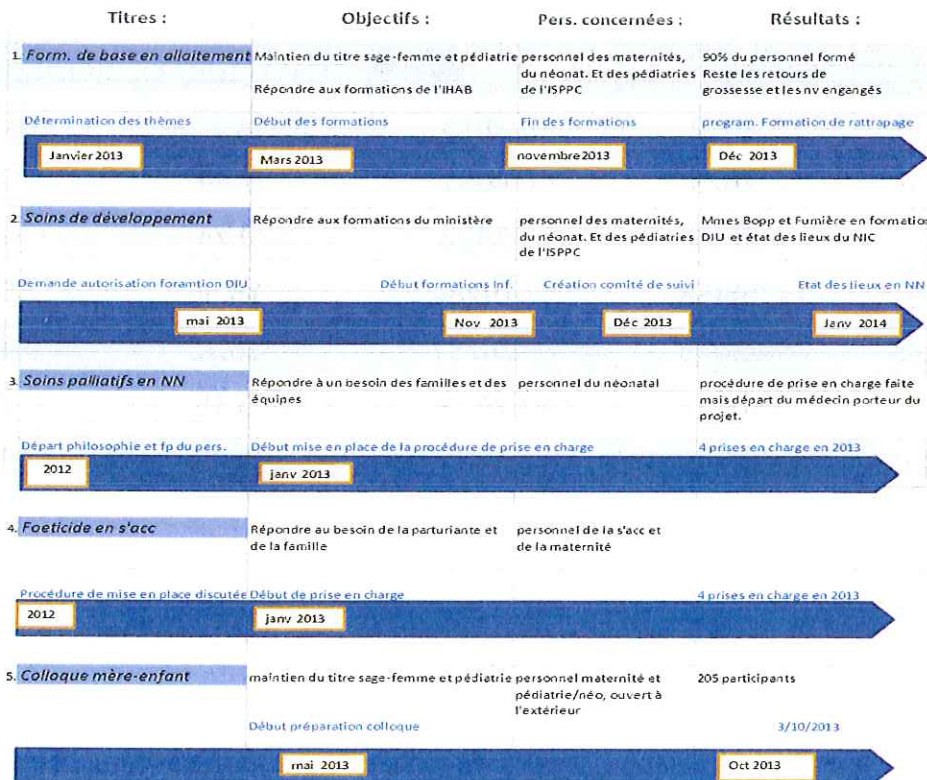 Titres : Objectifs : Pers. concernées : Résultats :
1. Form. de base en allaitement Maintien du titre sage-femme et pédiatrie personnel des maternités, 90% du personnel formé
du néonat. Et des pédiatries Reste les retours de
Répondre aux formations de l'IHAB de l'ISPPC grossesse et les nv engangés
Détermination des thèmes Début des formations Fin des formations program. Formation de rattrapage
Janvier 2013 Mars 2013 novembre 2013 Déc 2013
2. Soins de développement Répondre aux formations du ministère personnel des maternités, Mmes Bopp et Fumière en formation
du néonat. Et des pédiatries DIU et état des lieux du NIC
de l'ISPPC
Demande autorisation foramtion DIU Début formations Inf. Création comité de suivi Etat des lieux en NN
mai 2013 Nov 2013 Déc 2013 Janv 2014
3. Soins palliatifs en NN Répondre à un besoin des familles et des personnel du néonatal procédure de prise en charge faite
équipes mais départ du médecin porteur du
projet.
Départ philosophie et fp du pers. Début mise en place de la procédure de prise en charge 4 prises en charge en 2013
2012 janv 2013
4. Foeticide en s'acc Répondre au besoin de la parturiante et personnel de la s'acc et
de la famille de la maternité
Procédure de mise en place discutée Début de prise en charge 4 prises en charge en 2013
2012 janv 2013
5. Colloque mère-enfant maintien du titre sage-femme et pédiatrie personnel maternité et 205 participants
pédiatrie/néo, ouvert à
l'extérieur
Début préparation colloque 3/10/2013
mai 2013 Oct 2013